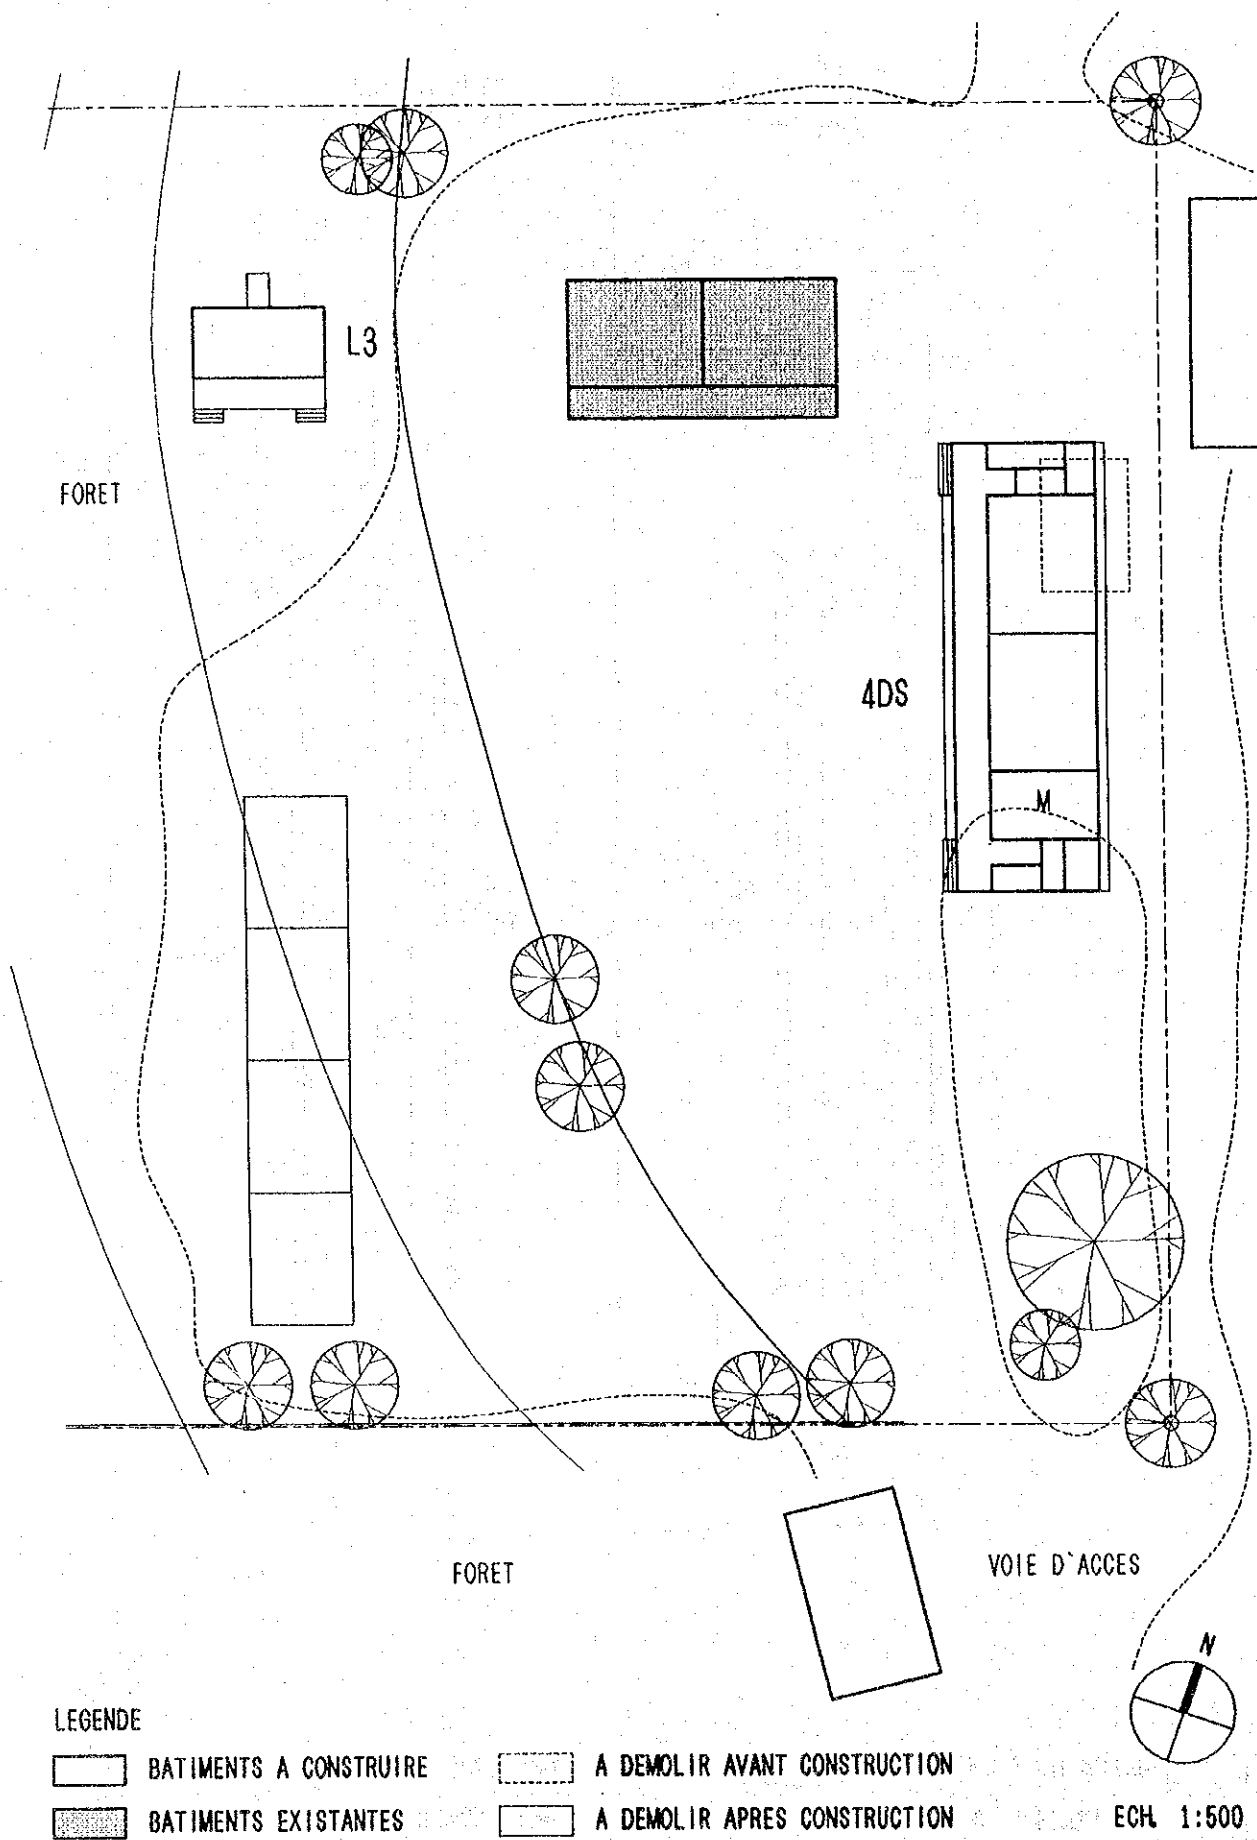 L3
FORET
4DS
M
FORET
VOIE D`ACCES
N
LEGENDE
BATIMENTS A CONSTRUIRE
A DEMOLIR AVANT CONSTRUCTION
BATIMENTS EXISTANTES
A DEMOLIR APRES CONSTRUCTION
ECH. 1:500